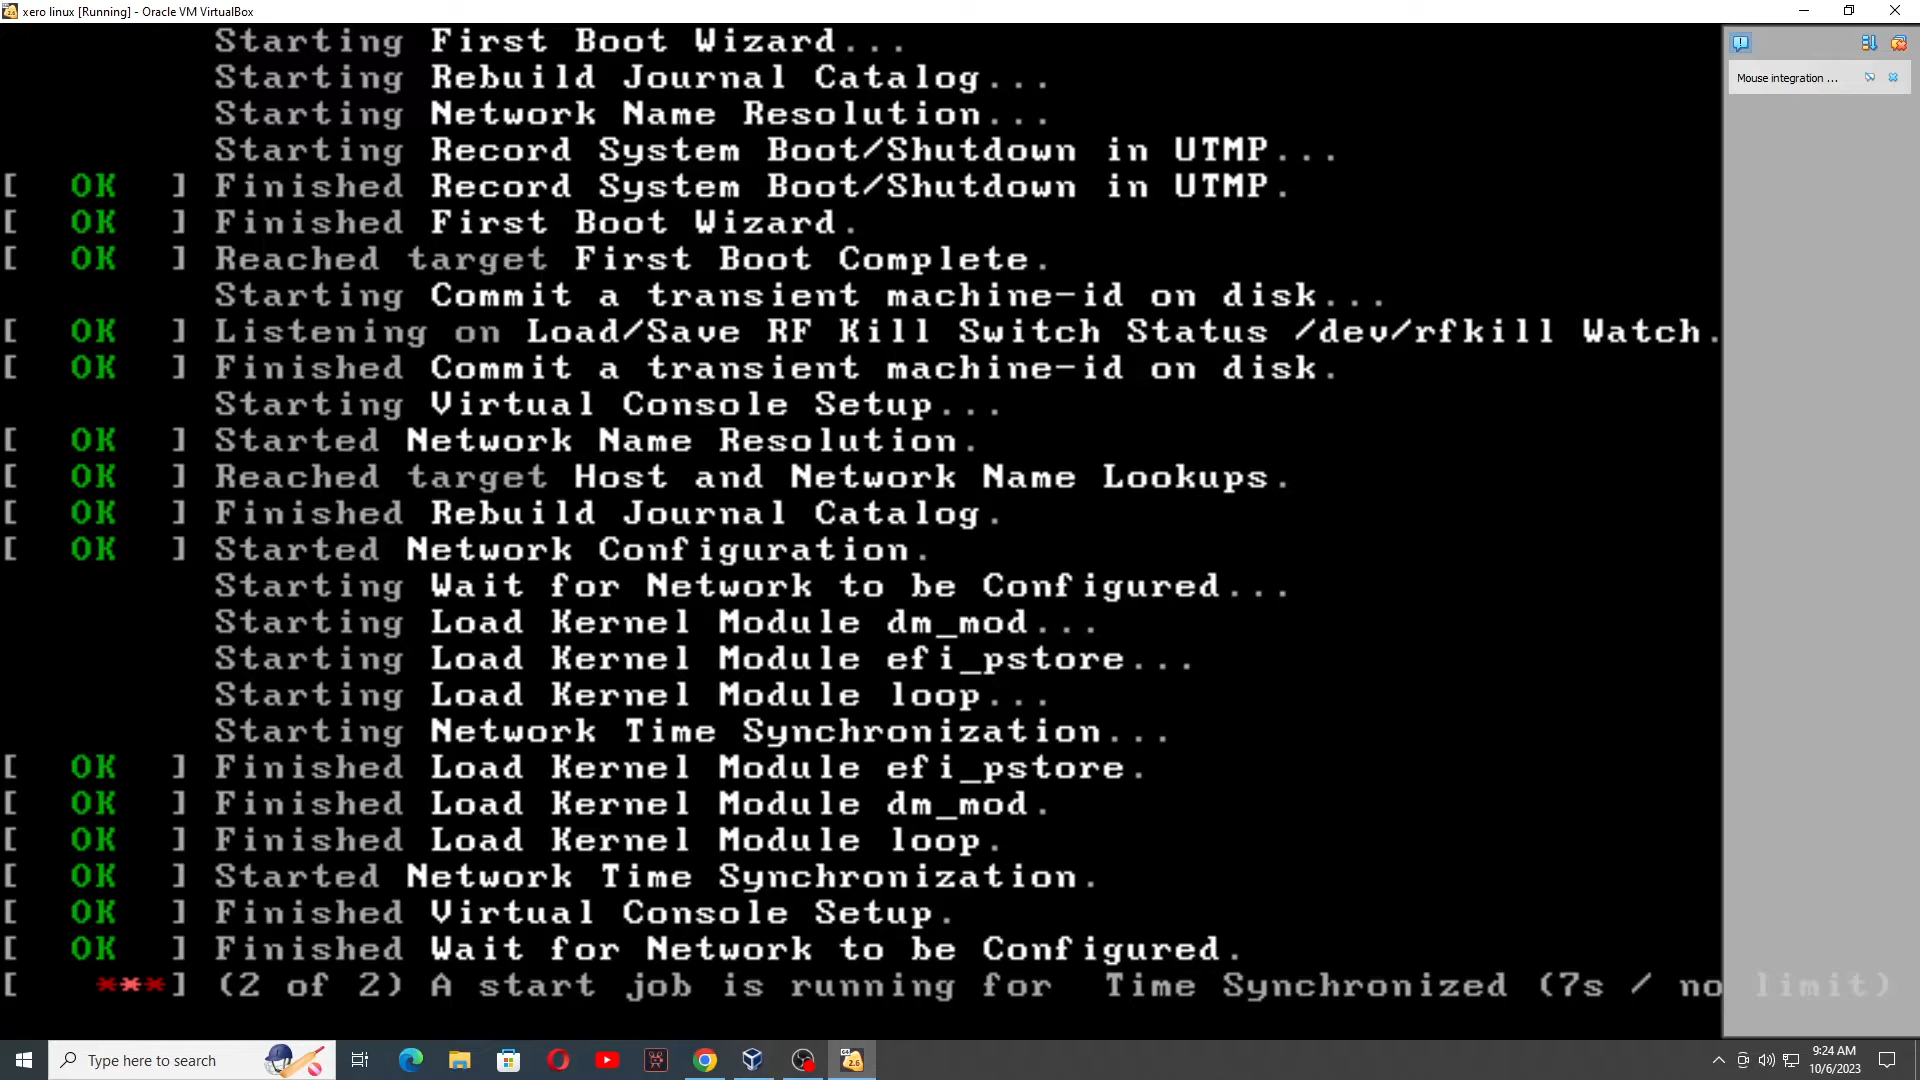 xero linux [Running] - Oracle VM VirtualBox
Starting First Boot Wizard...
Starting Rebuild Journal Catalog...
Starting Network Name Resolution...
Starting Record System Boot/Shutdown in UTMP...
[ OK ] Finished Record System Boot/Shutdown in UTMP.
[ OK ] Finished First Boot Wizard.
[ OK ] Reached target First Boot Complete.
Starting Commit a transient machine-id on disk...
[ OK ] Listening on Load/Save RF Kill Switch Status /dev/rfkill Watch.
[ OK ] Finished Commit a transient machine-id on disk.
Starting Virtual Console Setup...
[ OK ] Started Network Name Resolution.
[ OK ] Reached target Host and Network Name Lookups.
[ OK ] Finished Rebuild Journal Catalog.
[ OK ] Started Network Configuration.
Starting Wait for Network to be Configured...
Starting Load Kernel Module dm_mod...
Starting Load Kernel Module efi_pstore...
Starting Load Kernel Module loop...
Starting Network Time Synchronization...
[ OK ] Finished Load Kernel Module efi_pstore.
[ OK ] Finished Load Kernel Module dm_mod.
[ OK ] Finished Load Kernel Module loop.
[ OK ] Started Network Time Synchronization.
[ OK ] Finished Virtual Console Setup.
[ OK ] Finished Wait for Network to be Configured.
[ ***] (2 of 2) A start job is running for Time Synchronized (7s / no limit)
Mouse integration ...
Type here to search
9:24 AM
10/6/2023